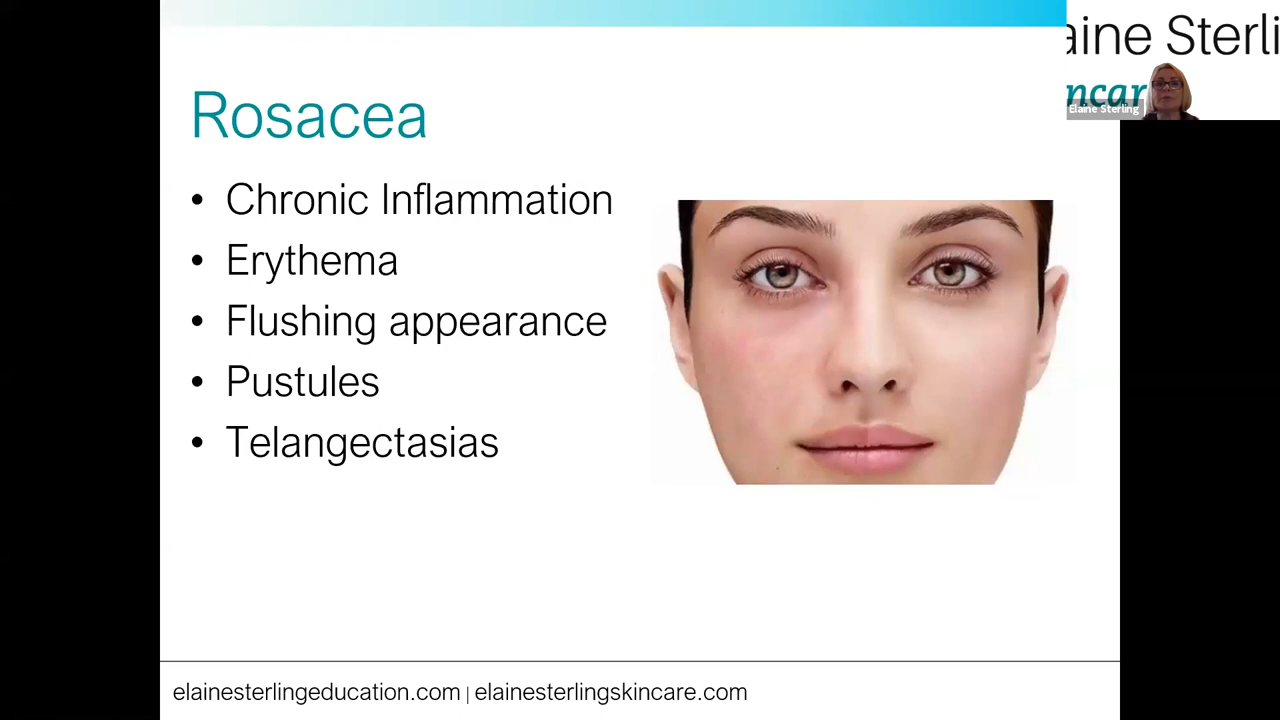 aine Sterli
ncar
Elaine Sterling
Rosacea
• Chronic Inflammation
• Erythema
• Flushing appearance
• Pustules
• Telangectasias
elainesterlingeducation.com | elainesterlingskincare.com